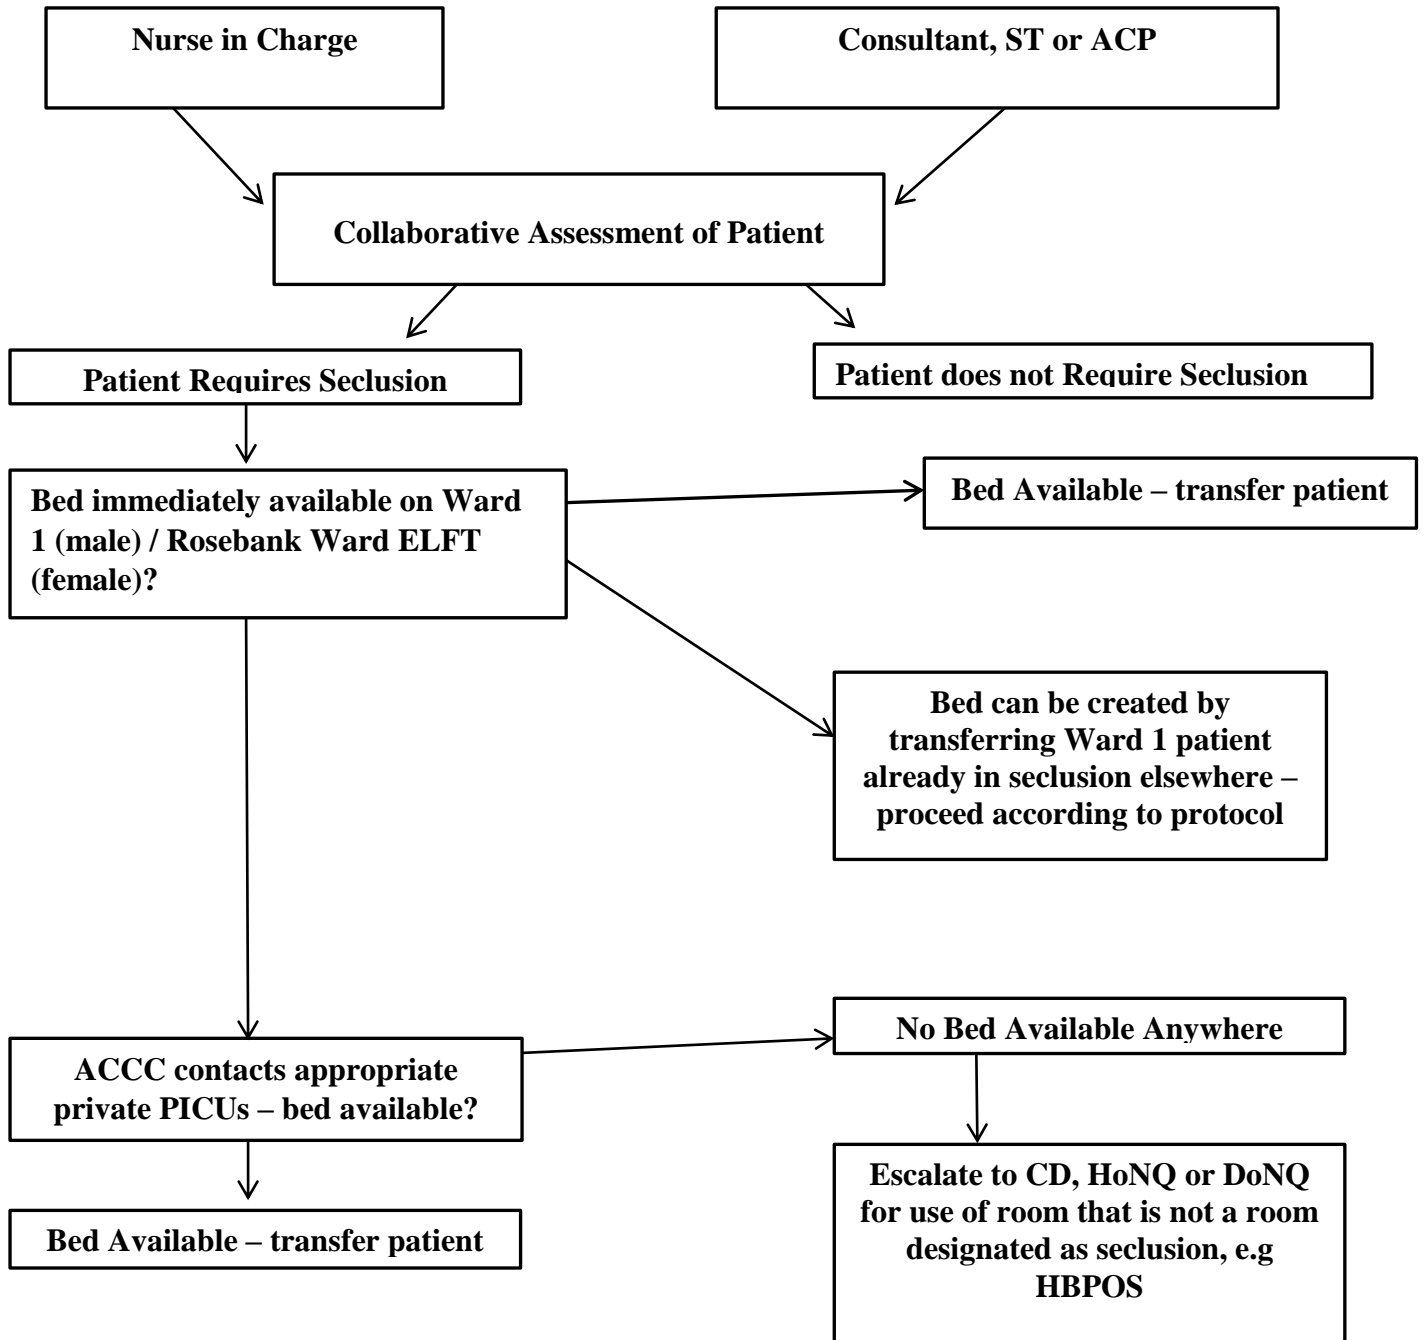 Nurse in Charge
Consultant, ST or ACP
Collaborative Assessment of Patient
Patient Requires Seclusion
Patient does not Require Seclusion
Bed immediately available on Ward
1 (male) / Rosebank Ward ELFT
(female)?
Bed Available – transfer patient
Bed can be created by
transferring Ward 1 patient
already in seclusion elsewhere –
proceed according to protocol
No Bed Available Anywhere
ACCC contacts appropriate
private PICUs – bed available?
Escalate to CD, HoNQ or DoNQ
for use of room that is not a room
designated as seclusion, e.g
HBPOS
Bed Available – transfer patient